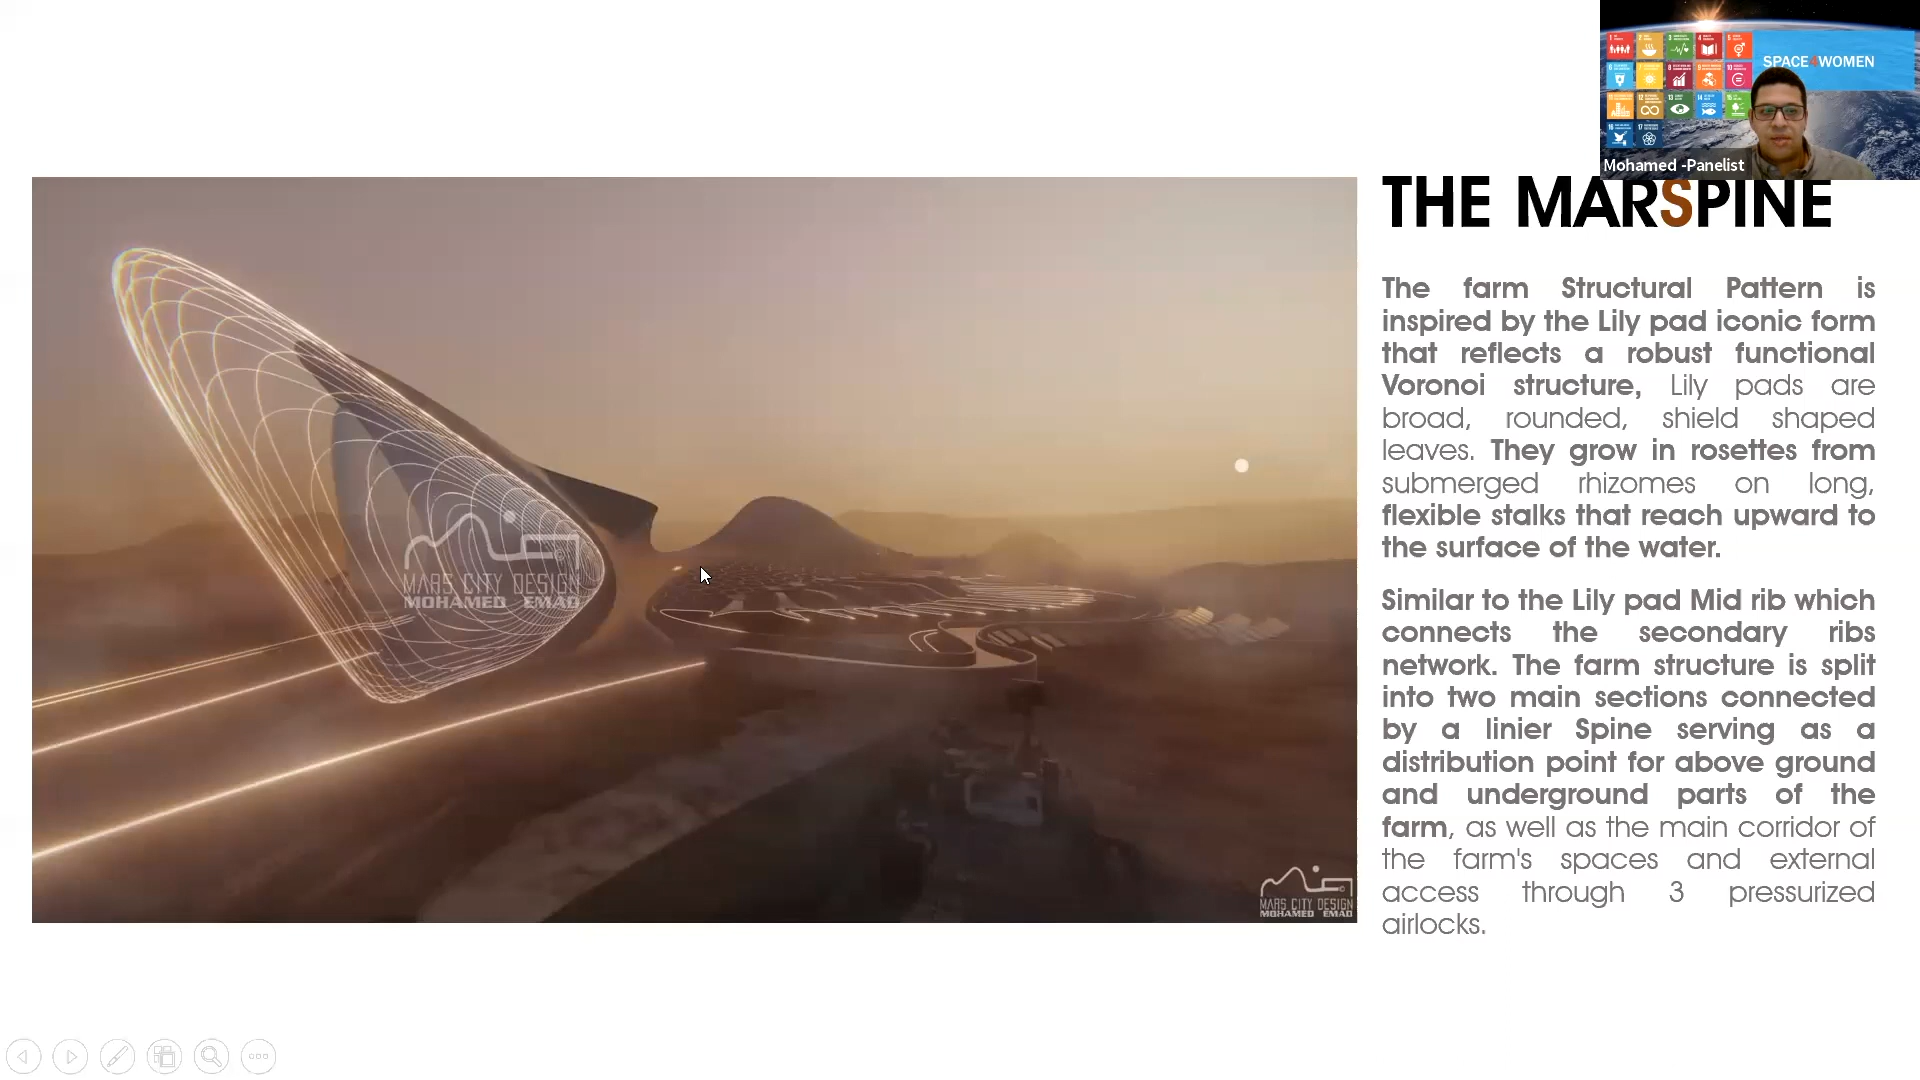 SPACE4WOMEN
Mohamed -Panelist
THE MARSPINE
The farm Structural Pattern is
inspired by the Lily pad iconic form
that reflects a robust functional
Voronoi structure, Lily pads are
broad, rounded, shield shaped
leaves. They grow in rosettes from
submerged rhizomes on long,
flexible stalks that reach upward to
the surface of the water.
Similar to the Lily pad Mid rib which
connects the secondary ribs
network. The farm structure is split
into two main sections connected
by a linier Spine serving as a
distribution point for above ground
and underground parts of the
farm, as well as the main corridor of
the farm's spaces and external
access through 3 pressurized
airlocks.
MARS CITY DESIGN
MOHAMED EMAD
MARS CITY DESIGN
MOHAMED EMAD